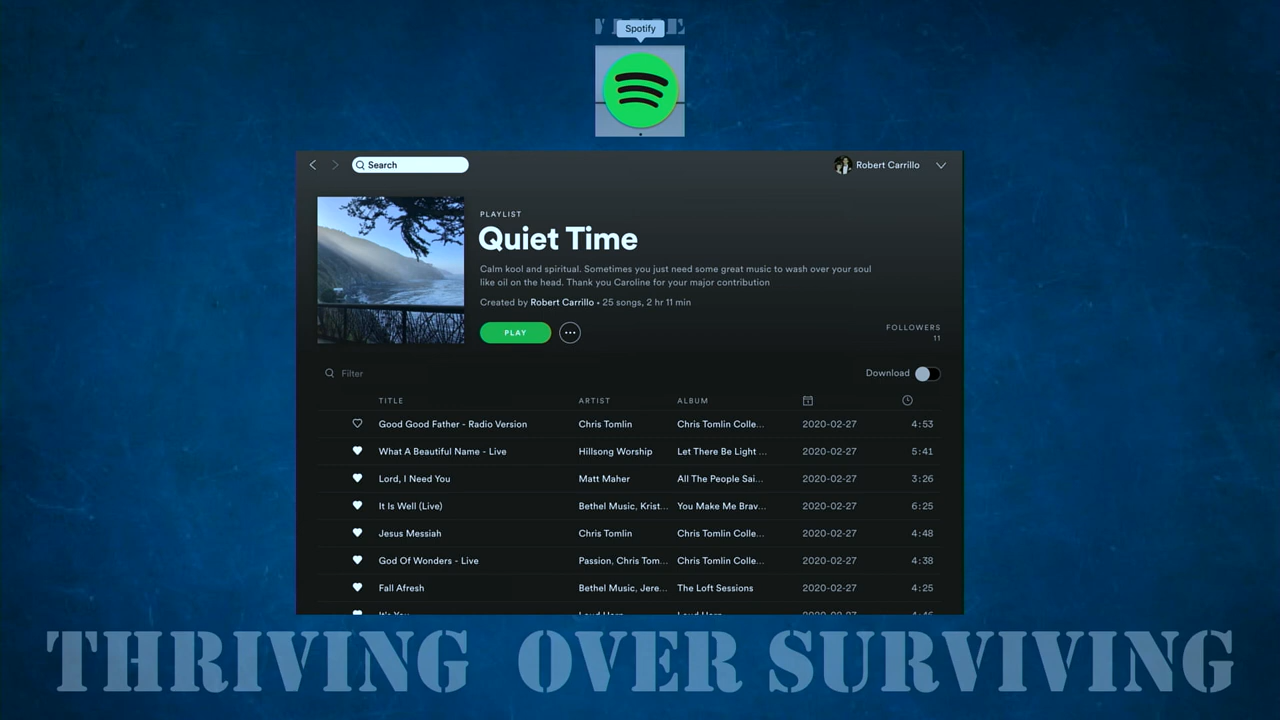 Spotify
Search
Robert Carrillo
PLAYLIST
Quiet Time
Calm kool and spiritual. Sometimes you just need some great music to wash over your soul
like oil on the head. Thank you Caroline for your major contribution
Created by Robert Carrillo • 25 songs, 2 hr 11 min
PLAY
FOLLOWERS
11
Filter
Download
TITLE ARTIST ALBUM
Good Good Father - Radio Version Chris Tomlin Chris Tomlin Colle... 2020-02-27 4:53
What A Beautiful Name - Live Hillsong Worship Let There Be Light ... 2020-02-27 5:41
Lord, I Need You Matt Maher All The People Sai... 2020-02-27 3:26
It Is Well (Live) Bethel Music, Krist... You Make Me Brav... 2020-02-27 6:25
Jesus Messiah Chris Tomlin Chris Tomlin Colle... 2020-02-27 4:48
God Of Wonders - Live Passion, Chris Tom... Chris Tomlin Colle... 2020-02-27 4:38
Fall Afresh Bethel Music, Jere... The Loft Sessions 2020-02-27 4:25
THRIVING OVER SURVIVING